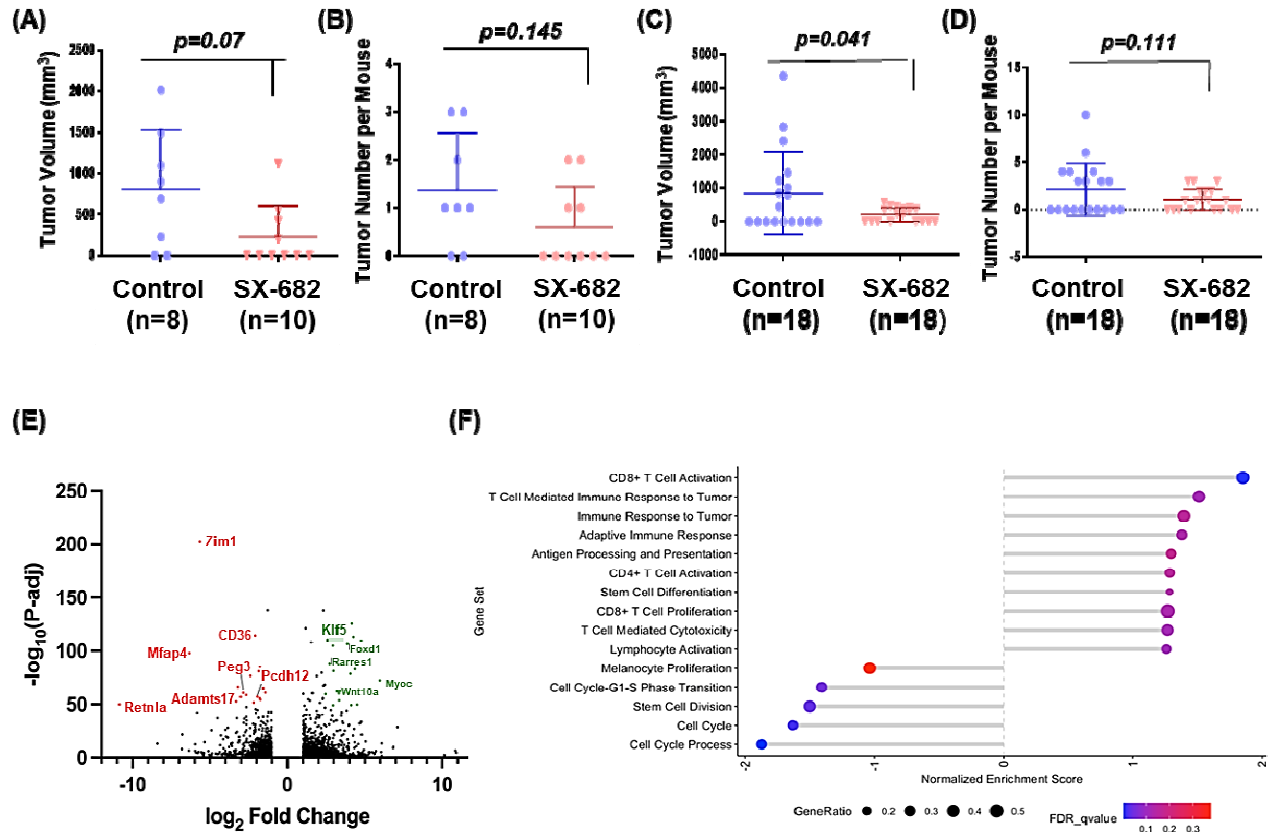 (A)
p=0.07
Tumor Volume (mm3)
2500
2000
1500
1000
500
0
Control
(n=8)
SX-682
(n=10)
(B)
p=0.145
Tumor Number per Mouse
4
3
2
1
0
Control
(n=8)
SX-682
(n=10)
(C)
p=0.041
Tumor Volume (mm3)
5000
4000
3000
2000
1000
0
-1000
Control
(n=18)
SX-682
(n=18)
(D)
p=0.111
Tumor Number per Mouse
15
10
5
0
-5
Control
(n=18)
SX-682
(n=18)
(E)
-log10(P-adj)
250
200
150
100
50
0
7im1
CD36
Mfap4
Peg3
Pcdh12
Adamts17
Retnla
Klf5
Foxd1
Rarres1
Wnt10a
Myoc
-10
0
10
log2 Fold Change
(F)
Gene Set
CD8+ T Cell Activation
T Cell Mediated Immune Response to Tumor
Immune Response to Tumor
Adaptive Immune Response
Antigen Processing and Presentation
CD4+ T Cell Activation
Stem Cell Differentiation
CD8+ T Cell Proliferation
T Cell Mediated Cytotoxicity
Lymphocyte Activation
Melanocyte Proliferation
Cell Cycle-G1-S Phase Transition
Stem Cell Division
Cell Cycle
Cell Cycle Process
-2
-1
0
1
2
Normalized Enrichment Score
GeneRatio 0.2 0.3 0.4 0.5
FDR_qvalue
0.1 0.2 0.3